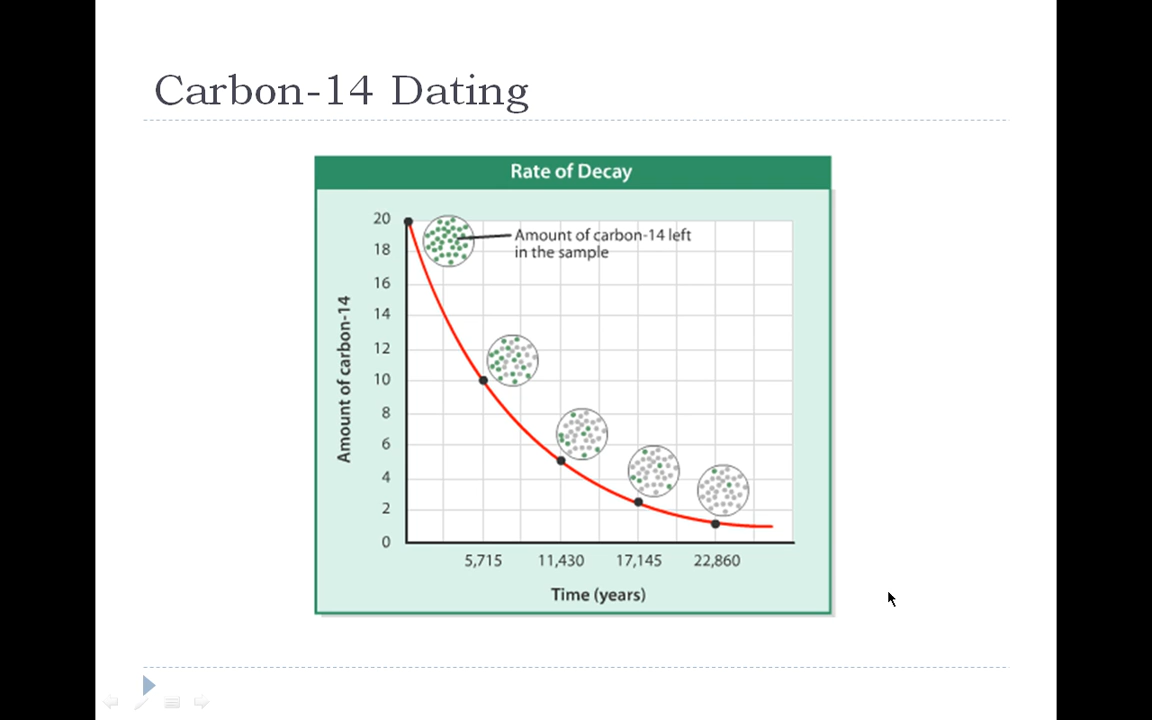 Carbon-14 Dating
Rate of Decay
Amount of carbon-14 left
in the sample
Amount of carbon-14
20
18
16
14
12
10
8
6
4
2
0
5,715 11,430 17,145 22,860
Time (years)